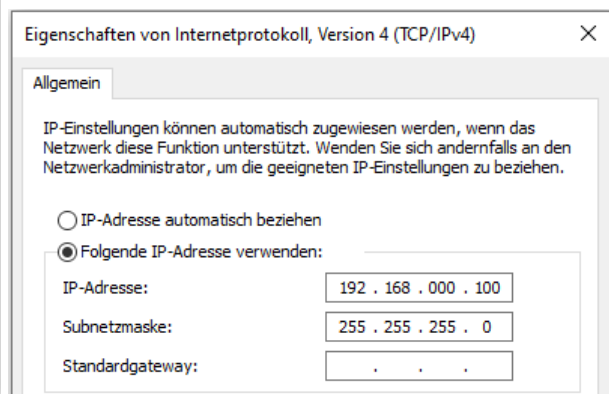 Eigenschaften von Internetprotokoll, Version 4 (TCP/IPv4)
Allgemein
IP-Einstellungen können automatisch zugewiesen werden, wenn das
Netzwerk diese Funktion unterstützt. Wenden Sie sich andernfalls an den
Netzwerkadministrator, um die geeigneten IP-Einstellungen zu beziehen.
IP-Adresse automatisch beziehen
Folgende IP-Adresse verwenden:
IP-Adresse: 192 . 168 . 000 . 100
Subnetzmaske: 255 . 255 . 255 . 0
Standardgateway: . . .